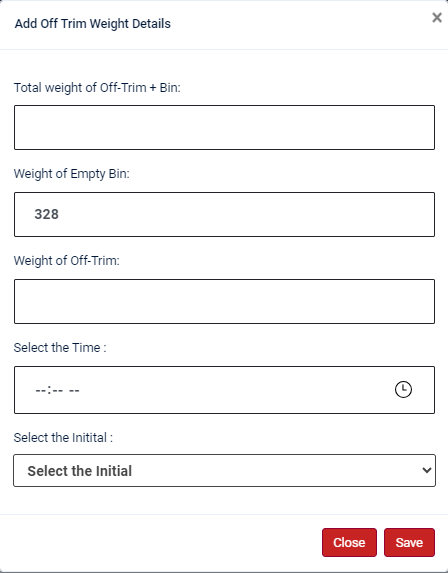 Add Off Trim Weight Details
×
Total weight of Off-Trim + Bin:
Weight of Empty Bin:
328
Weight of Off-Trim:
Select the Time :
--:-- --
Select the Initital :
Select the Initial
Close
Save